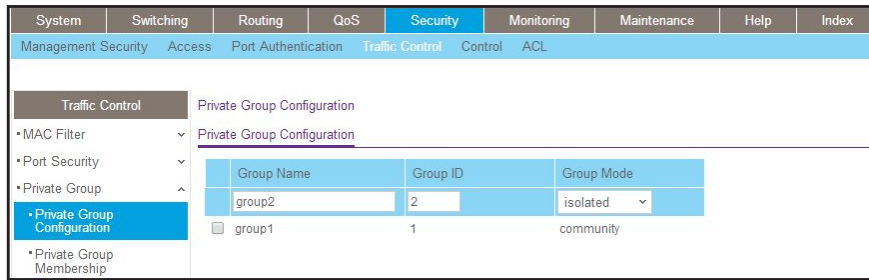 System Switching Routing QoS Security Monitoring Maintenance Help Index
Management Security Access Port Authentication Traffic Control Control ACL
Traffic Control
MAC Filter
Port Security
Private Group
Private Group
Configuration
Private Group
Membership
Private Group Configuration
Private Group Configuration
Group Name Group ID Group Mode
group2 2 isolated
group1 1 community